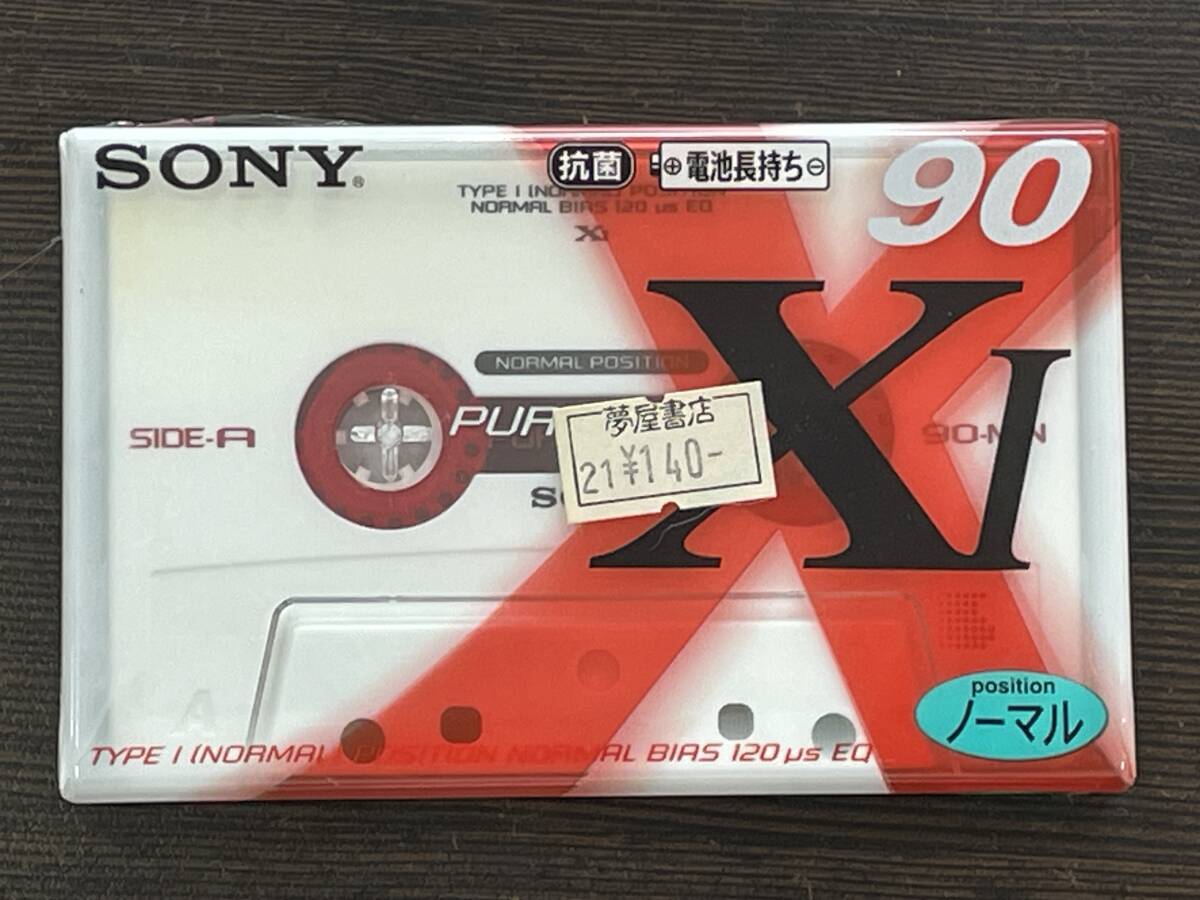 SONY®
抗菌
⊕電池長持ち⊖
90
TYPE I (NORMAL) POSITION
NORMAL BIAS 120 µs EQ
XI
NORMAL POSITION
XI
SIDE-A
90-MIN
夢屋書店
21 ¥140-
A
position
ノーマル
TYPE I (NORMAL) POSITION NORMAL BIAS 120 µs EQ